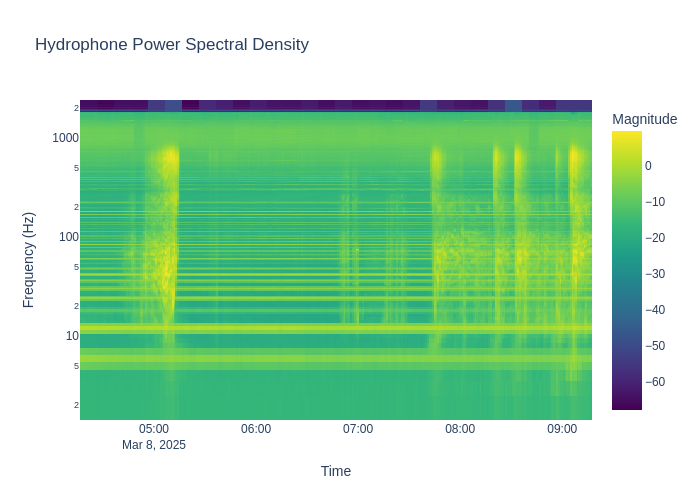 Hydrophone Power Spectral Density
Magnitude
2
1000
5
2
100
5
2
10
5
2
Frequency (Hz)
0
−10
−20
−30
−40
−50
−60
05:00 06:00 07:00 08:00 09:00
Mar 8, 2025
Time